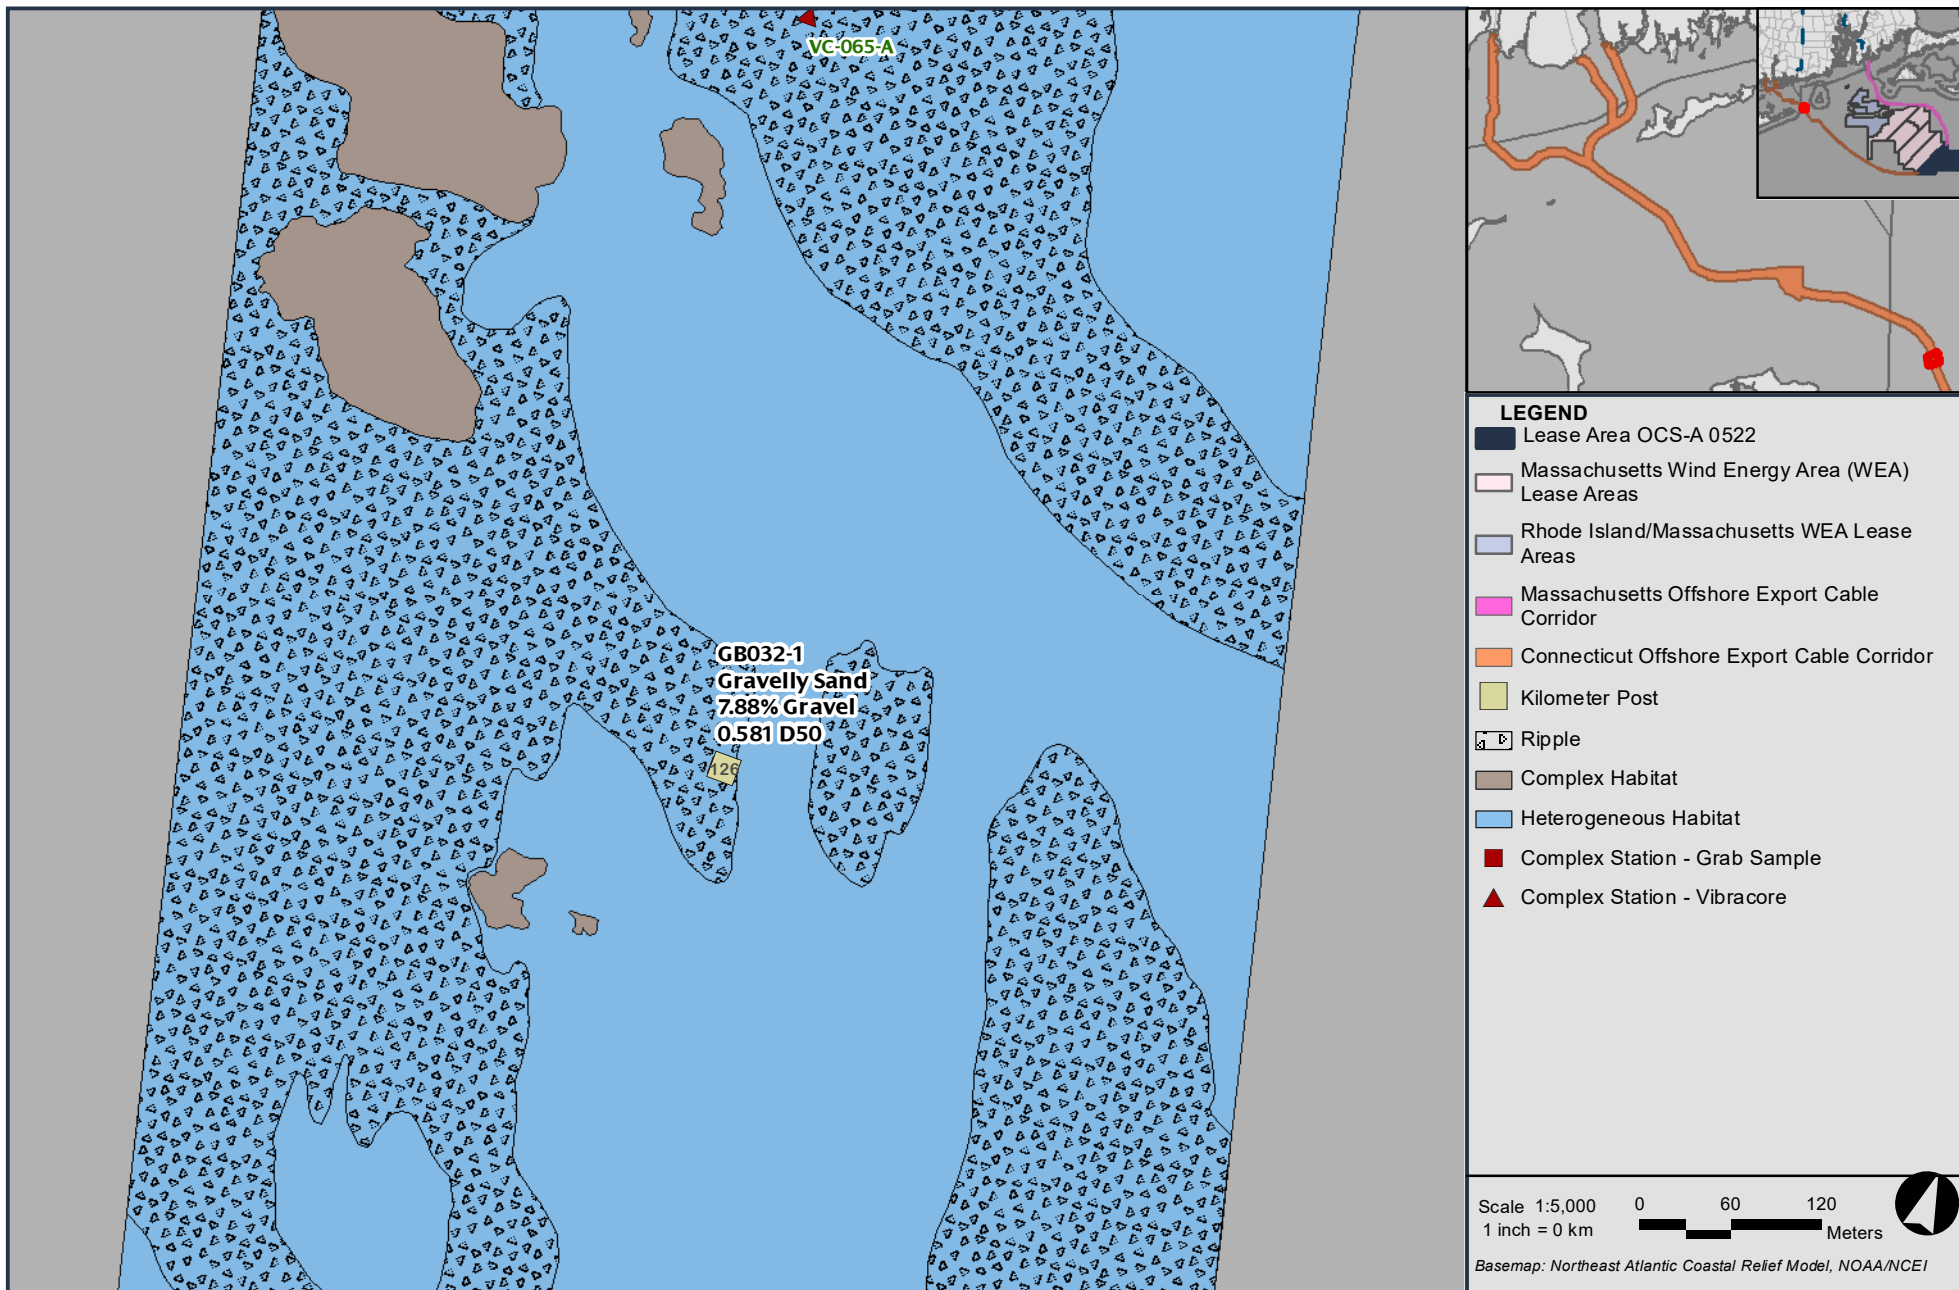 VC-065-A
GB032-1
Gravelly Sand
7.88% Gravel
0.581 D50
126
LEGEND
Lease Area OCS-A 0522
Massachusetts Wind Energy Area (WEA)
Lease Areas
Rhode Island/Massachusetts WEA Lease
Areas
Massachusetts Offshore Export Cable
Corridor
Connecticut Offshore Export Cable Corridor
Kilometer Post
Ripple
Complex Habitat
Heterogeneous Habitat
Complex Station - Grab Sample
Complex Station - Vibracore
Scale 1:5,000
1 inch = 0 km
0 60 120
Meters
Basemap: Northeast Atlantic Coastal Relief Model, NOAA/NCEI